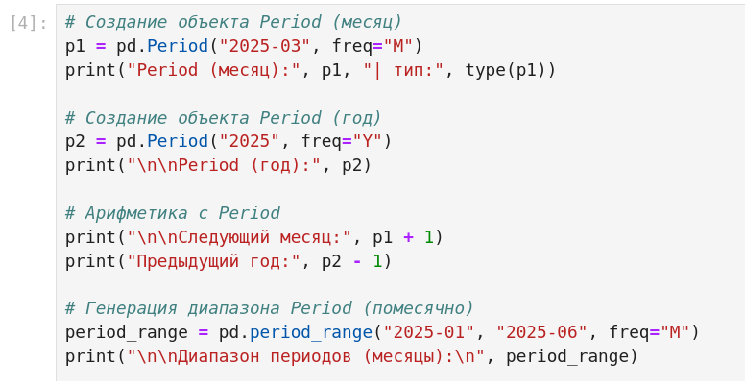 [4]:
# Создание объекта Period (месяц)
p1 = pd.Period("2025-03", freq="M")
print("Period (месяц):", p1, "| тип:", type(p1))
# Создание объекта Period (год)
p2 = pd.Period("2025", freq="Y")
print("\n\nPeriod (год):", p2)
# Арифметика с Period
print("\n\nСледующий месяц:", p1 + 1)
print("Предыдущий год:", p2 - 1)
# Генерация диапазона Period (помесячно)
period_range = pd.period_range("2025-01", "2025-06", freq="M")
print("\n\nДиапазон периодов (месяцы):\n", period_range)